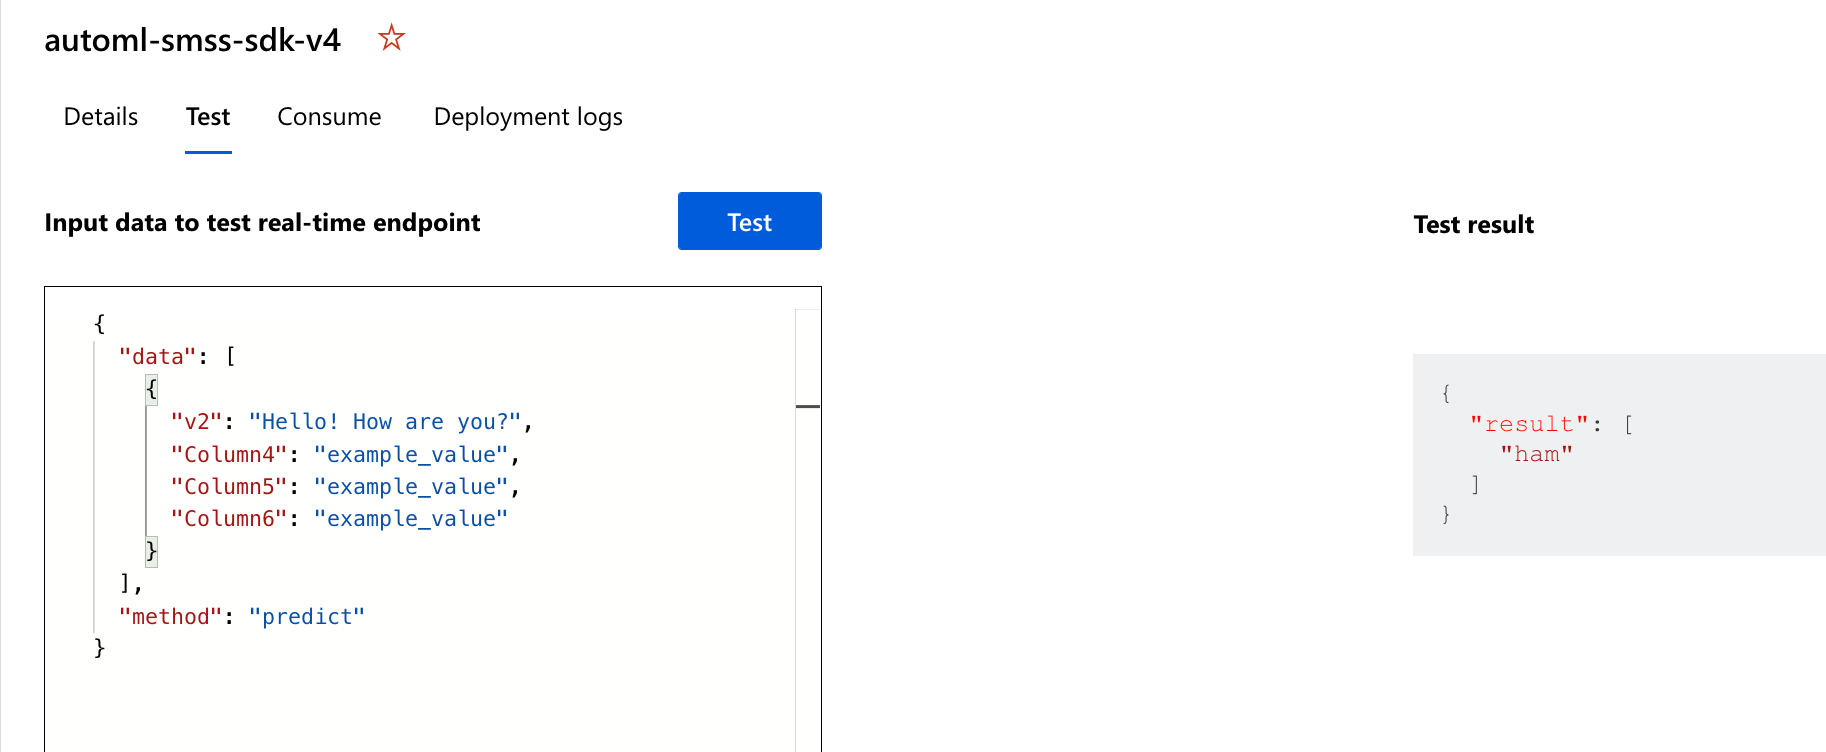 automl-smss-sdk-v4
Details Test Consume Deployment logs
Input data to test real-time endpoint
Test
{
"data": [
{
"v2": "Hello! How are you?",
"Column4": "example_value",
"Column5": "example_value",
"Column6": "example_value"
}
],
"method": "predict"
}
Test result
{
"result": [
"ham"
]
}